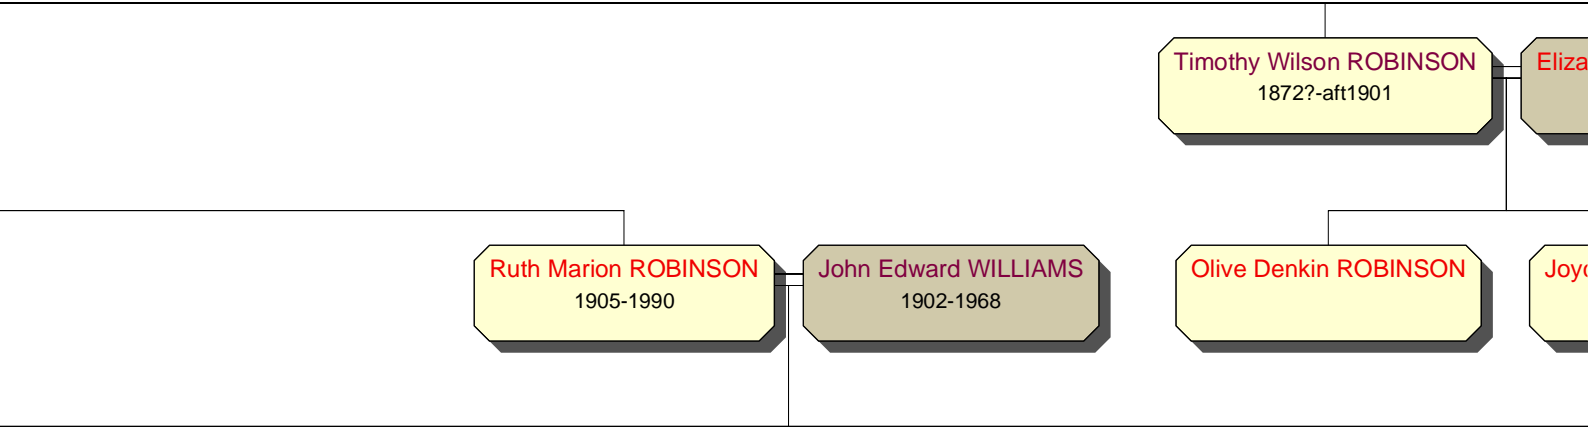 Timothy Wilson ROBINSON
1872?-aft1901
Ruth Marion ROBINSON
1905-1990
John Edward WILLIAMS
1902-1968
Olive Denkin ROBINSON